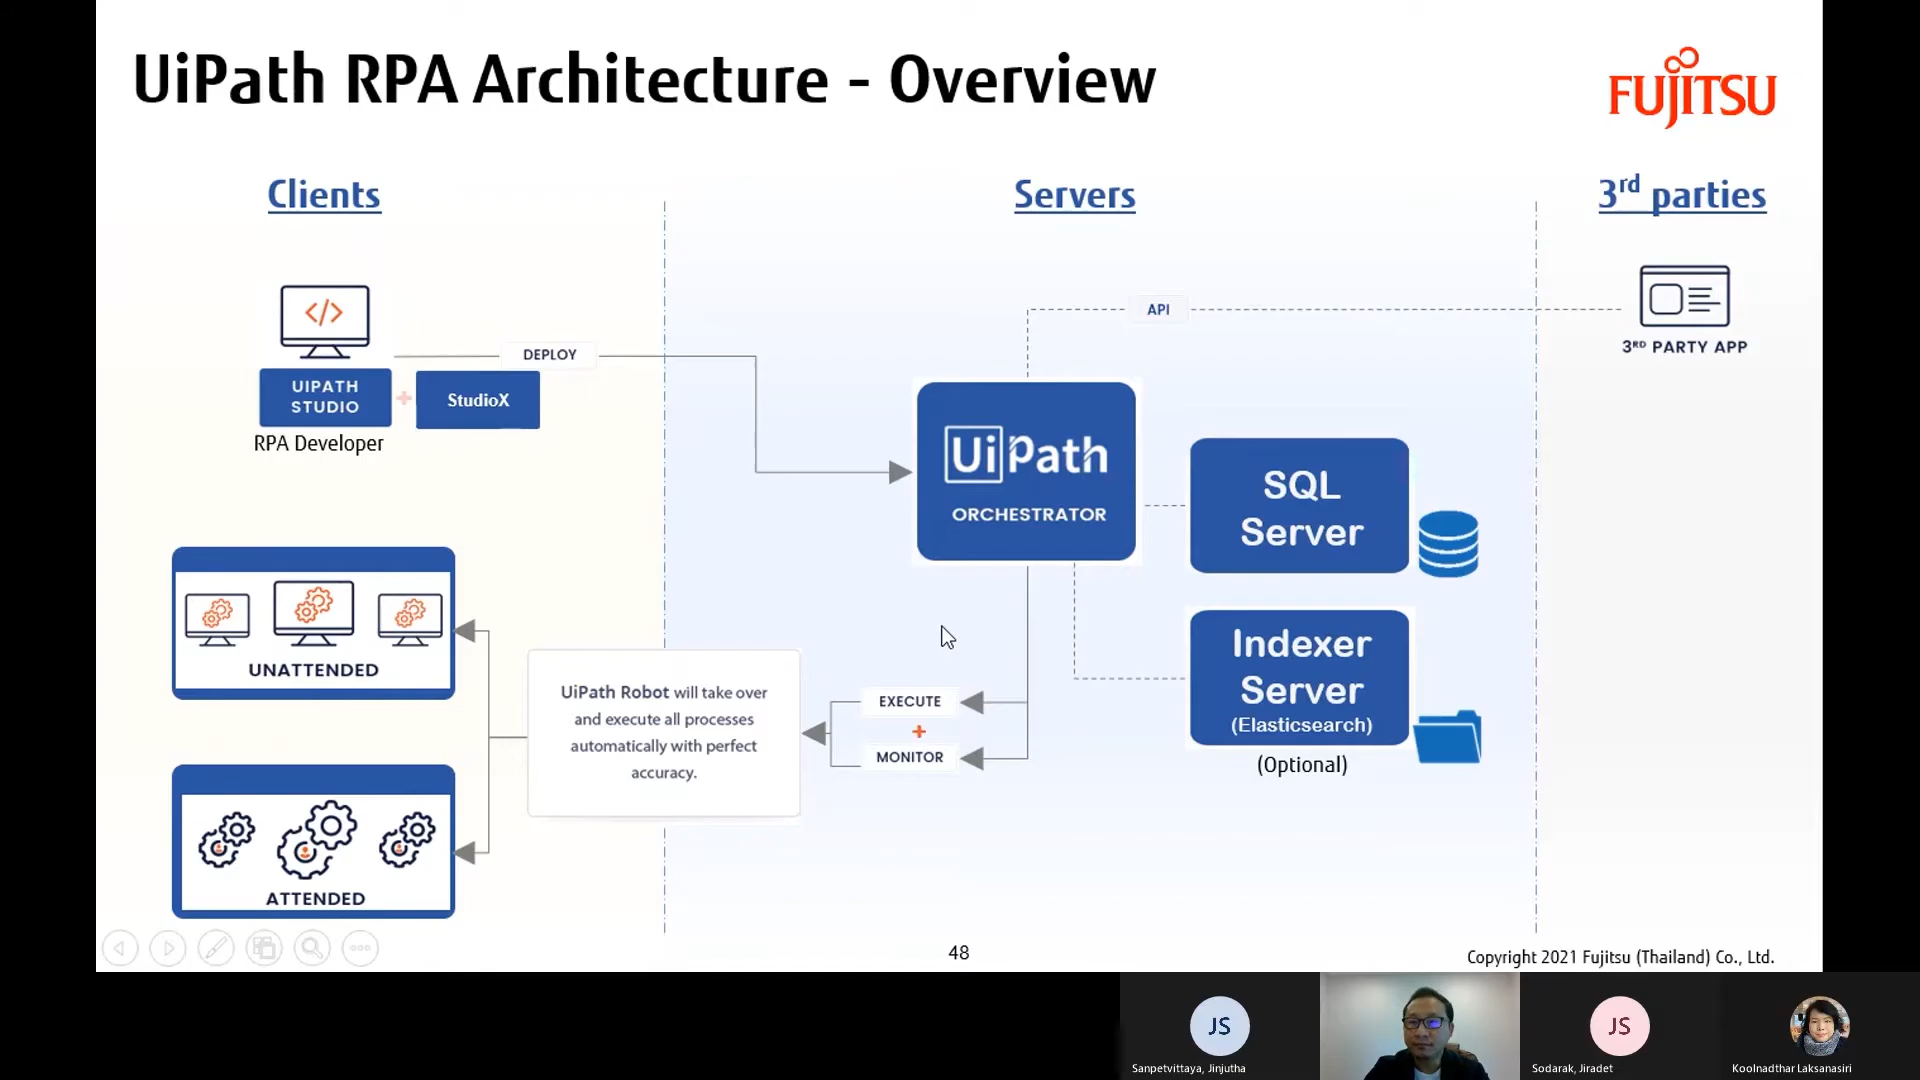 UiPath RPA Architecture - Overview
FUJITSU
Clients
Servers
3rd parties
API
3RD PARTY APP
</>
DEPLOY
UIPATH
STUDIO
+
StudioX
RPA Developer
UiPath
ORCHESTRATOR
SQL
Server
UNATTENDED
Indexer
Server
(Elasticsearch)
(Optional)
UiPath Robot will take over
and execute all processes
automatically with perfect
accuracy.
EXECUTE
+
MONITOR
ATTENDED
48
Copyright 2021 Fujitsu (Thailand) Co., Ltd.
JS
Sanpetvittaya, Jinjutha
JS
Sodarak, Jiradet
Koolnadthar Laksanasiri